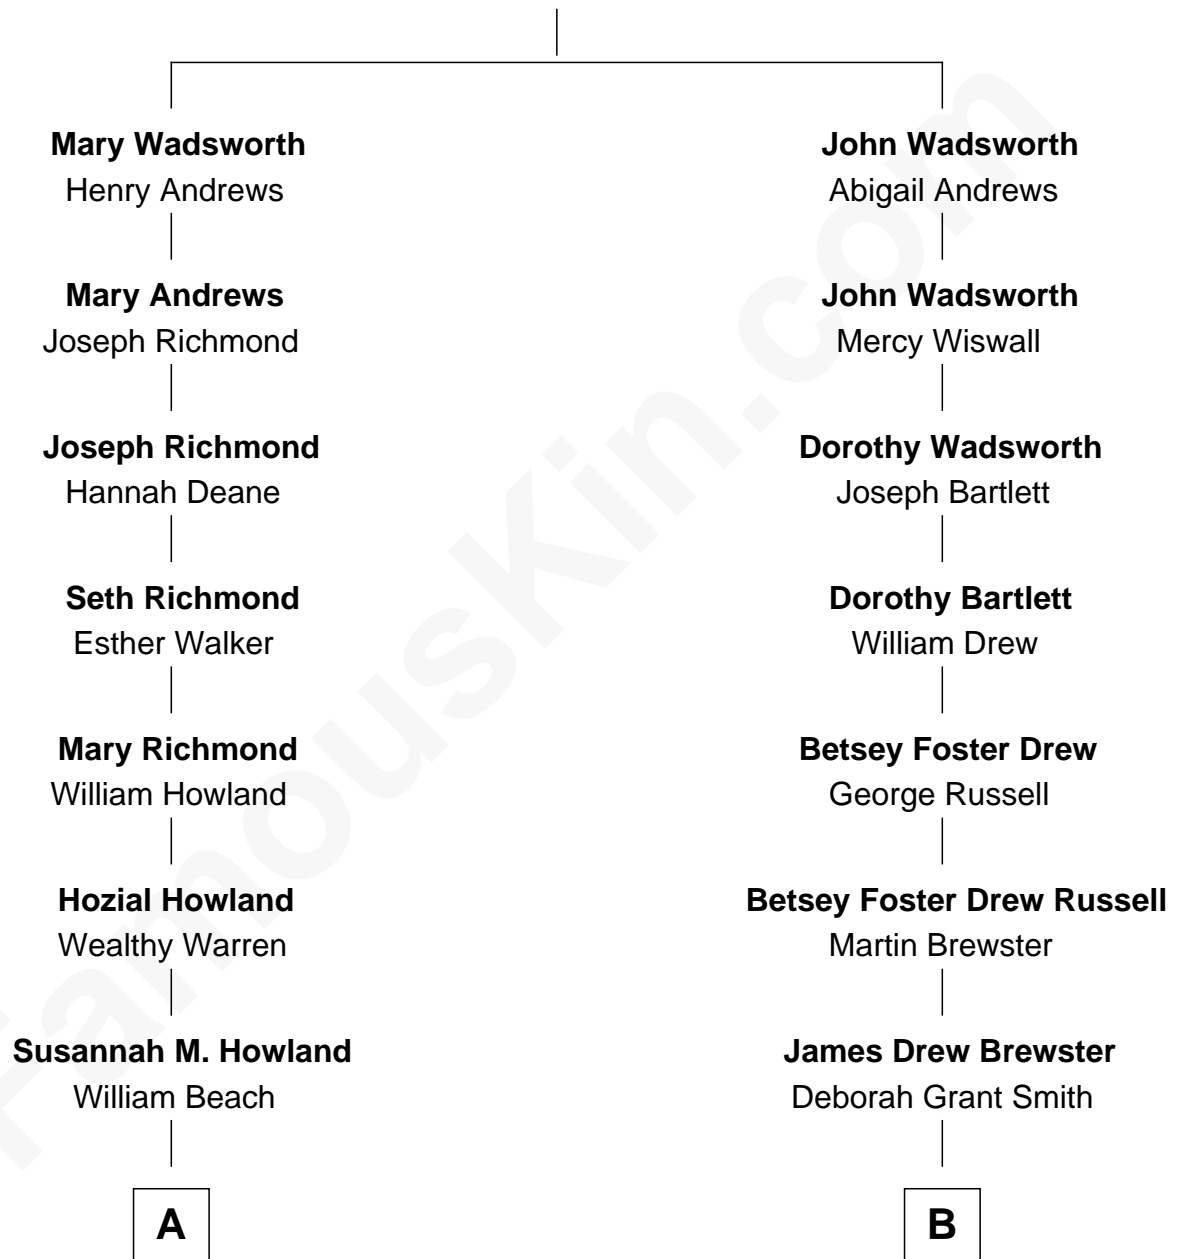 Mary Wadsworth
Henry Andrews
Mary Andrews
Joseph Richmond
Joseph Richmond
Hannah Deane
Seth Richmond
Esther Walker
Mary Richmond
William Howland
Hozial Howland
Wealthy Warren
Susannah M. Howland
William Beach
A
John Wadsworth
Abigail Andrews
John Wadsworth
Mercy Wiswall
Dorothy Wadsworth
Joseph Bartlett
Dorothy Bartlett
William Drew
Betsey Foster Drew
George Russell
Betsey Foster Drew Russell
Martin Brewster
James Drew Brewster
Deborah Grant Smith
B
FamousKin.com